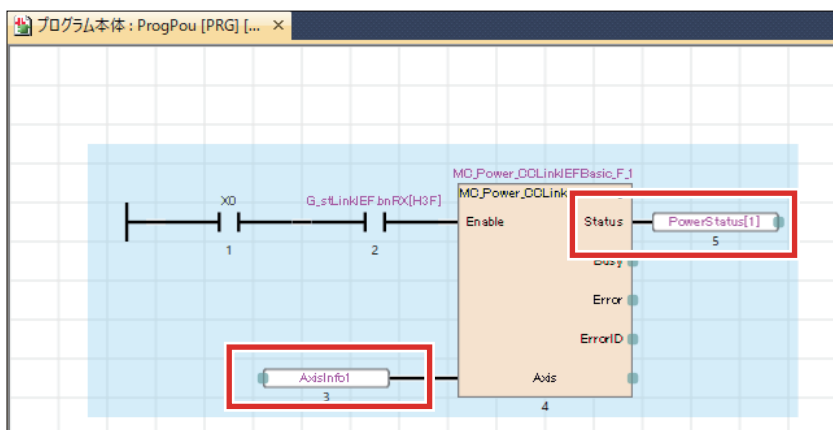 プログラム本体 : ProgPou [PRG] [... ×
MC_Power_CCLinkIEFBasic_F_1
X0
G_stLinkIEF.bnRX[H3F]
MC_Power_CCLink
Enable
Status
PowerStatus[1]
1
2
5
Busy
Error
ErrorID
AxisInfo1
Axis
3
4